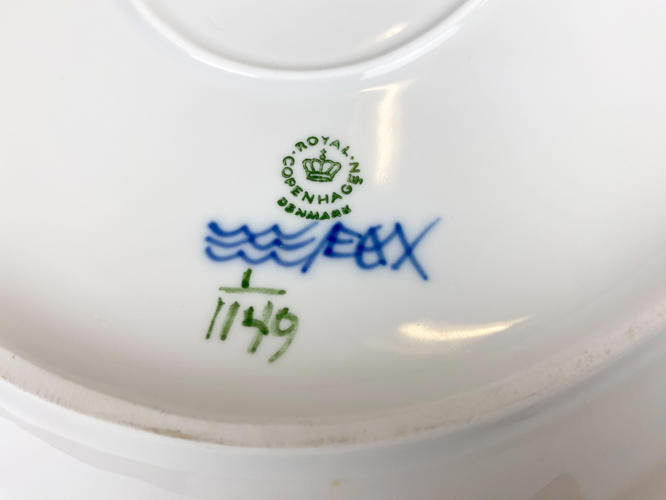 ROYAL
COPENHAGEN
DENMARK
1
1149